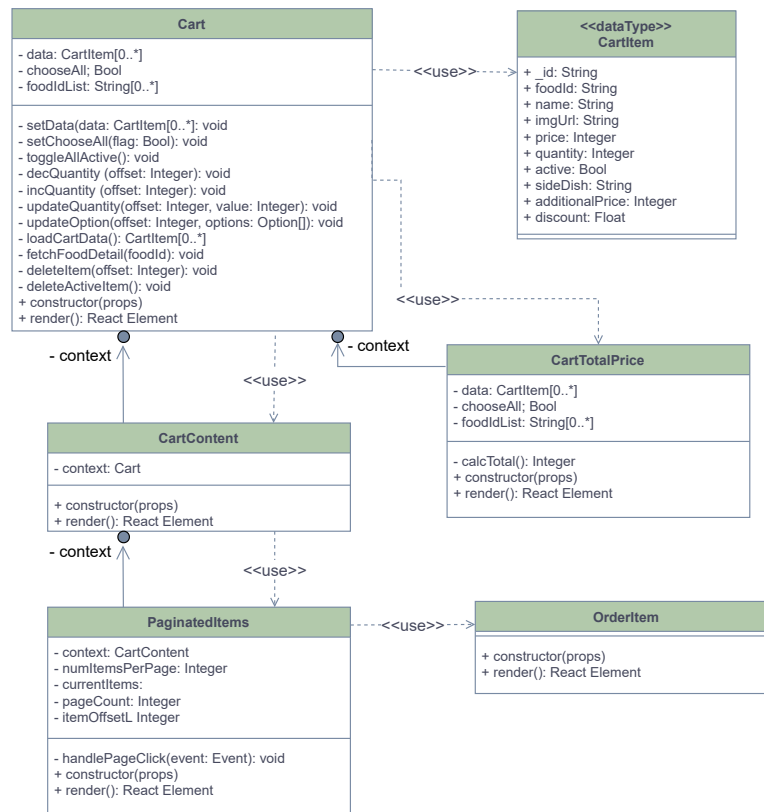 Cart
- data: CartItem[0..*]
- chooseAll; Bool
- foodIdList: String[0..*]
- setData(data: CartItem[0..*]: void
- setChooseAll(flag: Bool): void
- toggleAllActive(): void
- decQuantity (offset: Integer): void
- incQuantity (offset: Integer): void
- updateQuantity(offset: Integer, value: Integer): void
- updateOption(offset: Integer, options: Option[]): void
- loadCartData(): CartItem[0..*]
- fetchFoodDetail(foodId): void
- deleteItem(offset: Integer): void
- deleteActiveItem(): void
+ constructor(props)
+ render(): React Element
<<use>>
<<dataType>>
CartItem
+ _id: String
+ foodId: String
+ name: String
+ imgUrl: String
+ price: Integer
+ quantity: Integer
+ active: Bool
+ sideDish: String
+ additionalPrice: Integer
+ discount: Float
<<use>>
- context
- context
<<use>>
CartTotalPrice
- data: CartItem[0..*]
- chooseAll; Bool
- foodIdList: String[0..*]
- calcTotal(): Integer
+ constructor(props)
+ render(): React Element
CartContent
- context: Cart
+ constructor(props)
+ render(): React Element
- context
<<use>>
PaginatedItems
- context: CartContent
- numItemsPerPage: Integer
- currentItems:
- pageCount: Integer
- itemOffsetL Integer
- handlePageClick(event: Event): void
+ constructor(props)
+ render(): React Element
<<use>>
OrderItem
+ constructor(props)
+ render(): React Element